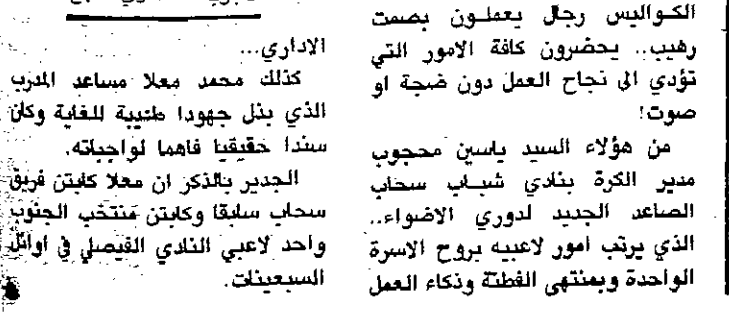 الكواليس رجال يعملون بصمت
رهيب.. يحضرون كافة الامور التي
تؤدي الى نجاح العمل دون ضجة او
صوت!
من هؤلاء السيد ياسين محجوب
مدير الكرة بنادي شباب سحاب
الصاعد الجديد لدوري الاضواء..
الذي يرتب امور لاعبيه بروح الاسرة
الواحدة وبمنتهى الفطنة وذكاء العمل
الاداري...
كذلك محمد معلا مساعد المدرب
الذي بذل جهودا طيبة للغاية وكان
سندا حقيقيا فاهما لواجباته.
الجدير بالذكر ان معلا كابتن فريق
سحاب سابقا وكابتن منتخب الجنوب
واحد لاعبي النادي الفيصلي في اوائل
السبعينات.